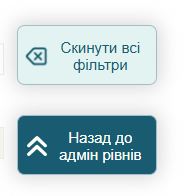 Скинути всі
фільтри
Назад до
адмін рівнів